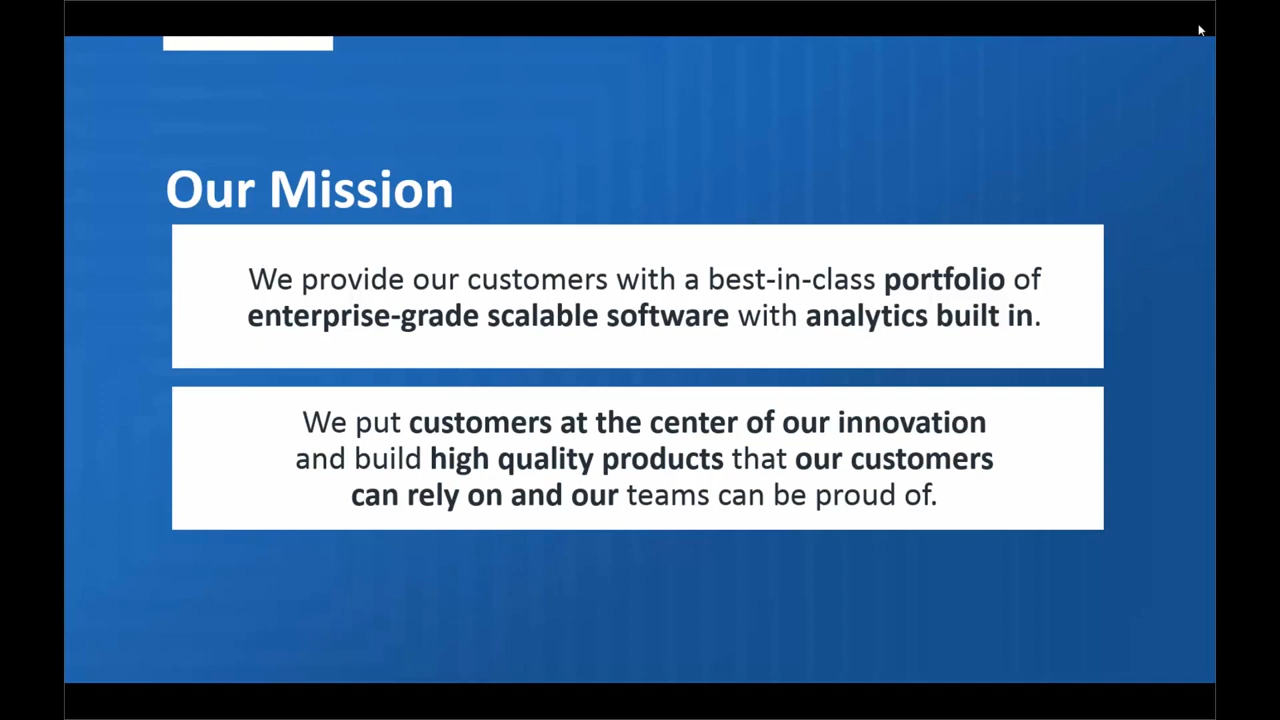 Our Mission
We provide our customers with a best-in-class portfolio of
enterprise-grade scalable software with analytics built in.
We put customers at the center of our innovation
and build high quality products that our customers
can rely on and our teams can be proud of.